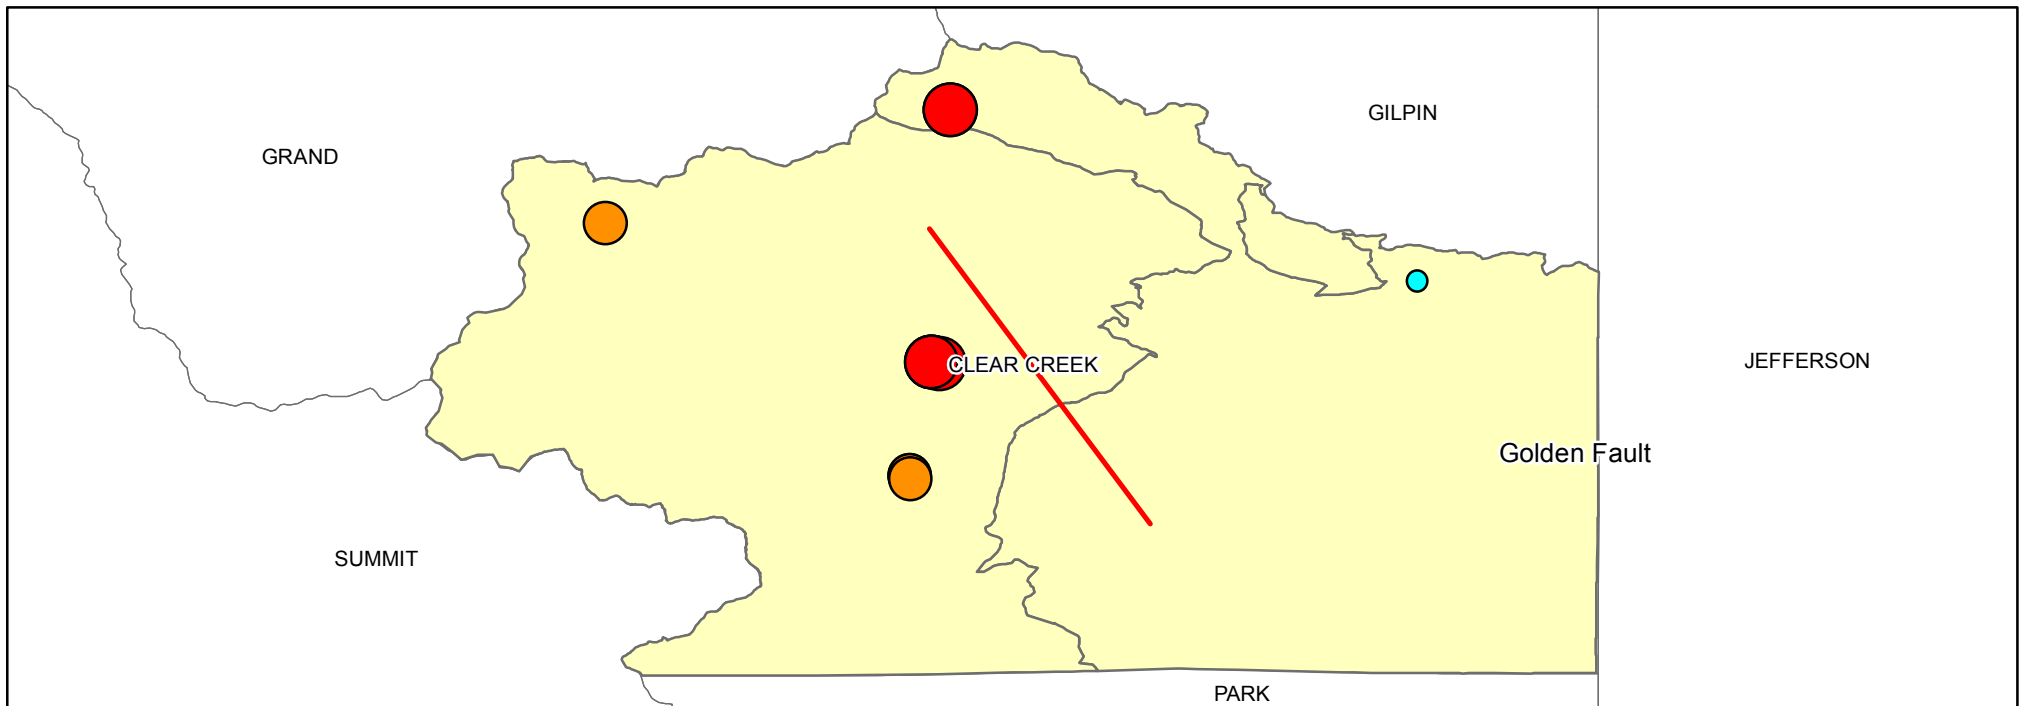 GILPIN
GRAND
JEFFERSON
CLEAR CREEK
Golden Fault
SUMMIT
PARK